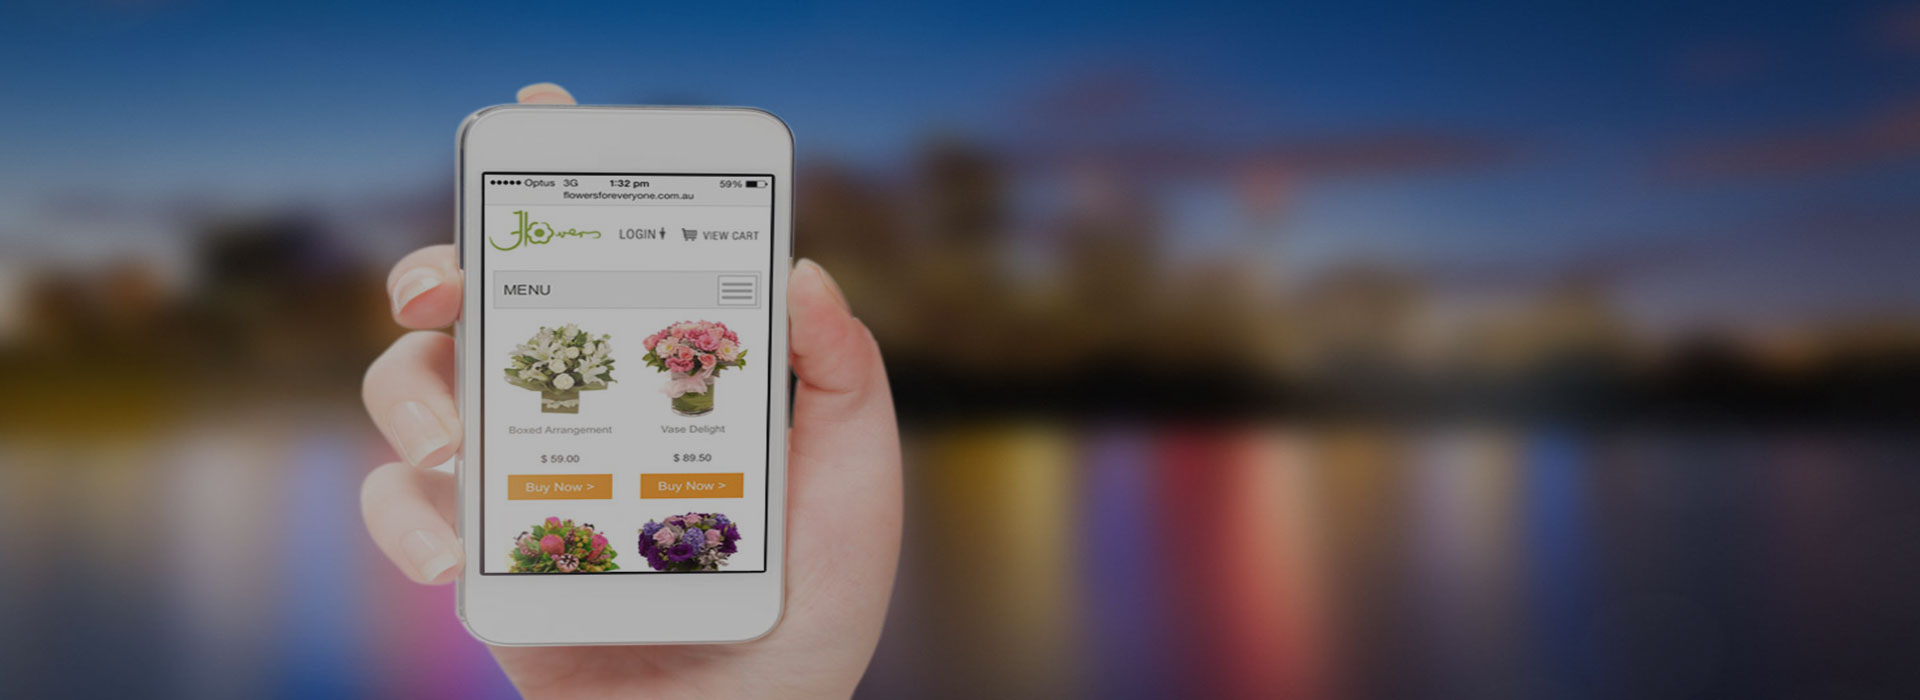 ●●●●● Optus 3G 1:32 pm 59%
flowersforeveryone.com.au
Flowers LOGIN VIEW CART
MENU
Boxed Arrangement Vase Delight
$ 59.00 $ 89.50
Buy Now > Buy Now >